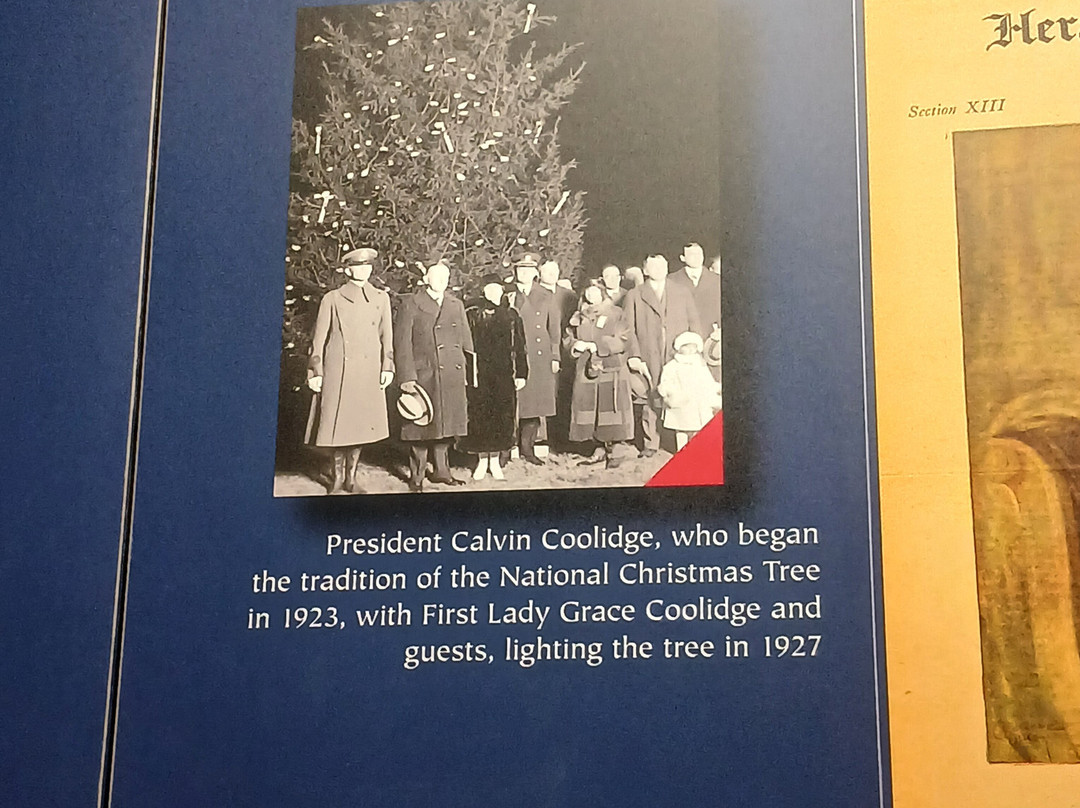 President Calvin Coolidge, who began
the tradition of the National Christmas Tree
in 1923, with First Lady Grace Coolidge and
guests, lighting the tree in 1927
Section XIII